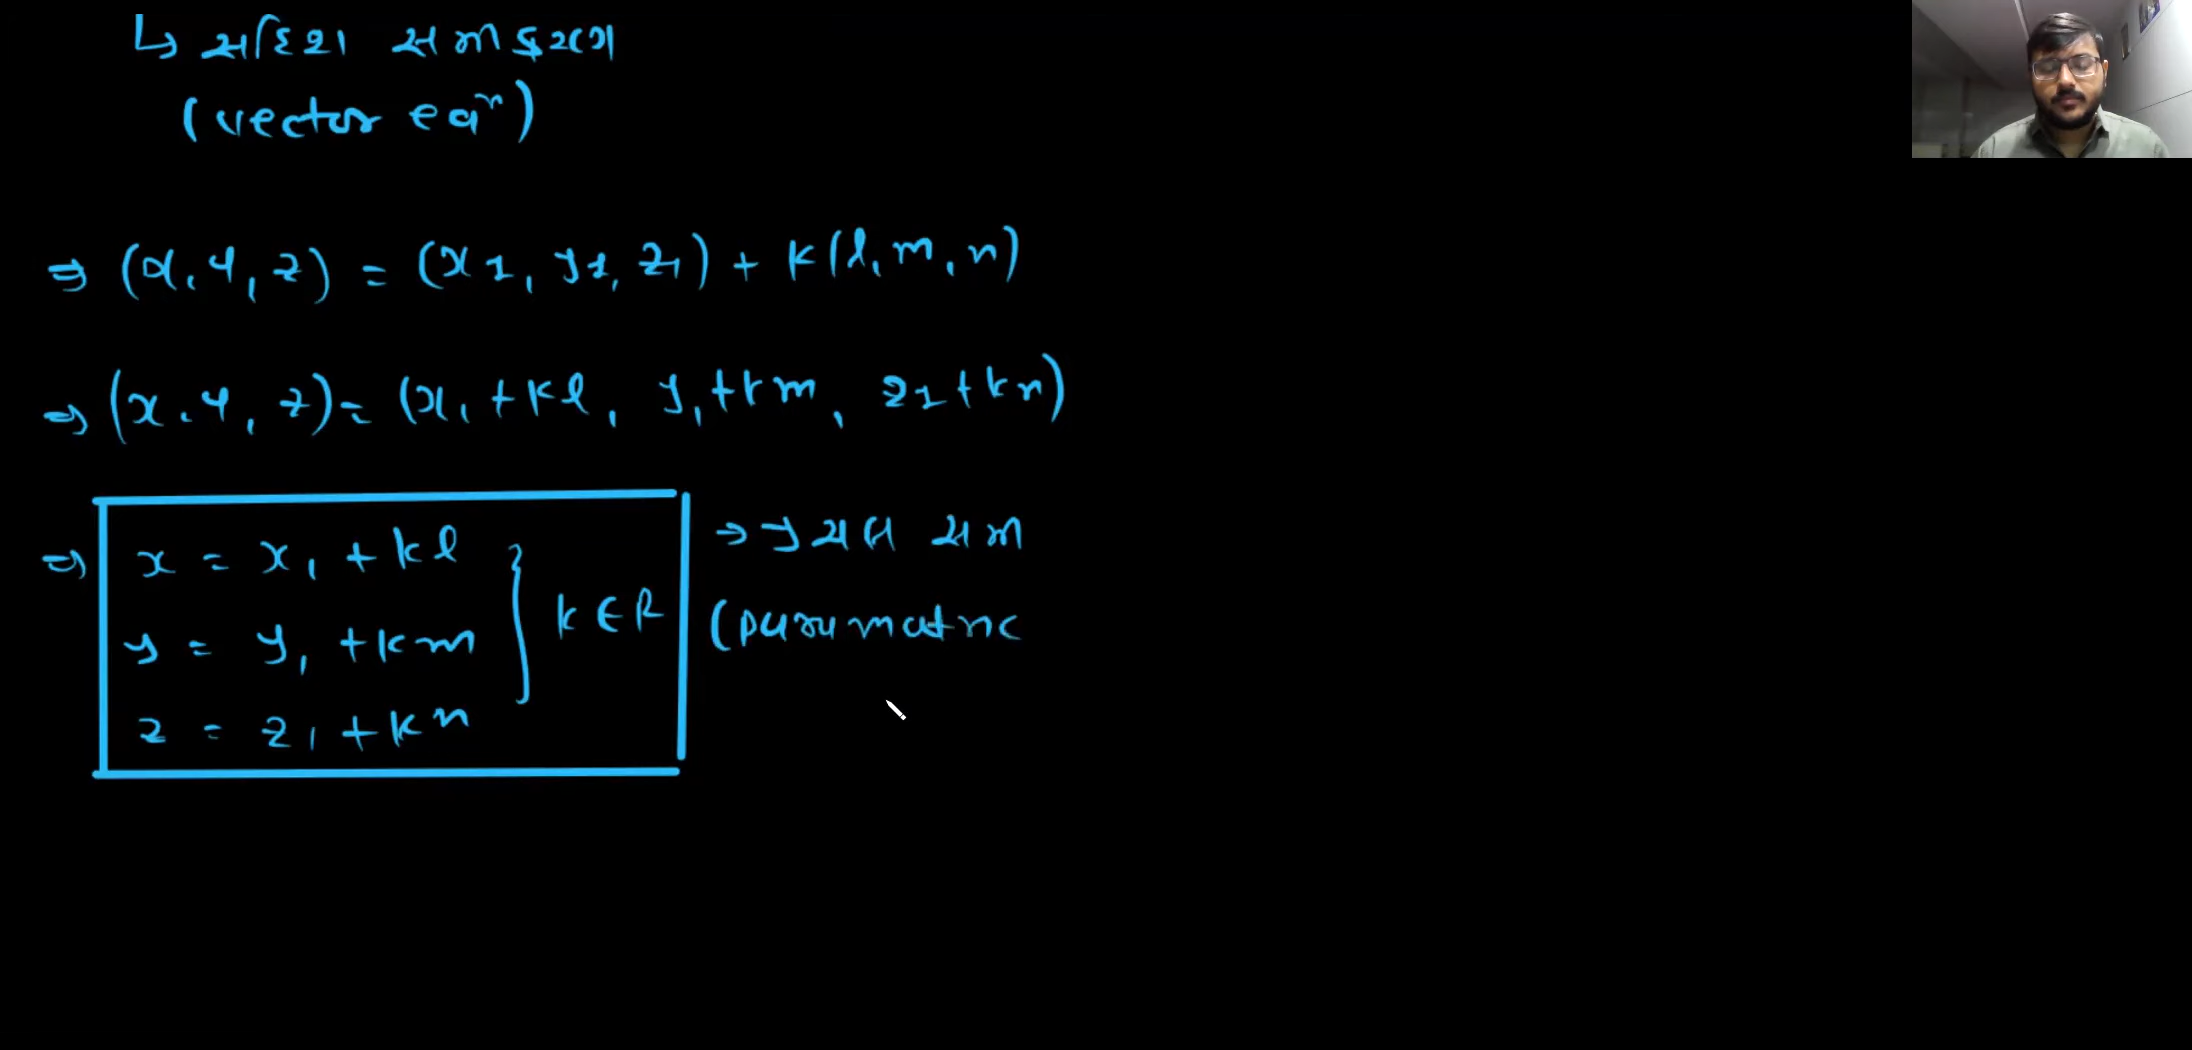 ↳ સદિશ સમીકરણ
(vector eqⁿ)
⇒ (x, y, z) = (x1, y1, z1) + k(l, m, n)
⇒ (x, y, z) = (x1 + kl, y1 + km, z1 + kn)
⇒ x = x1 + kl
y = y1 + km } k ∈ R
z = z1 + kn
→ પ્રચલ સમી
(parametric